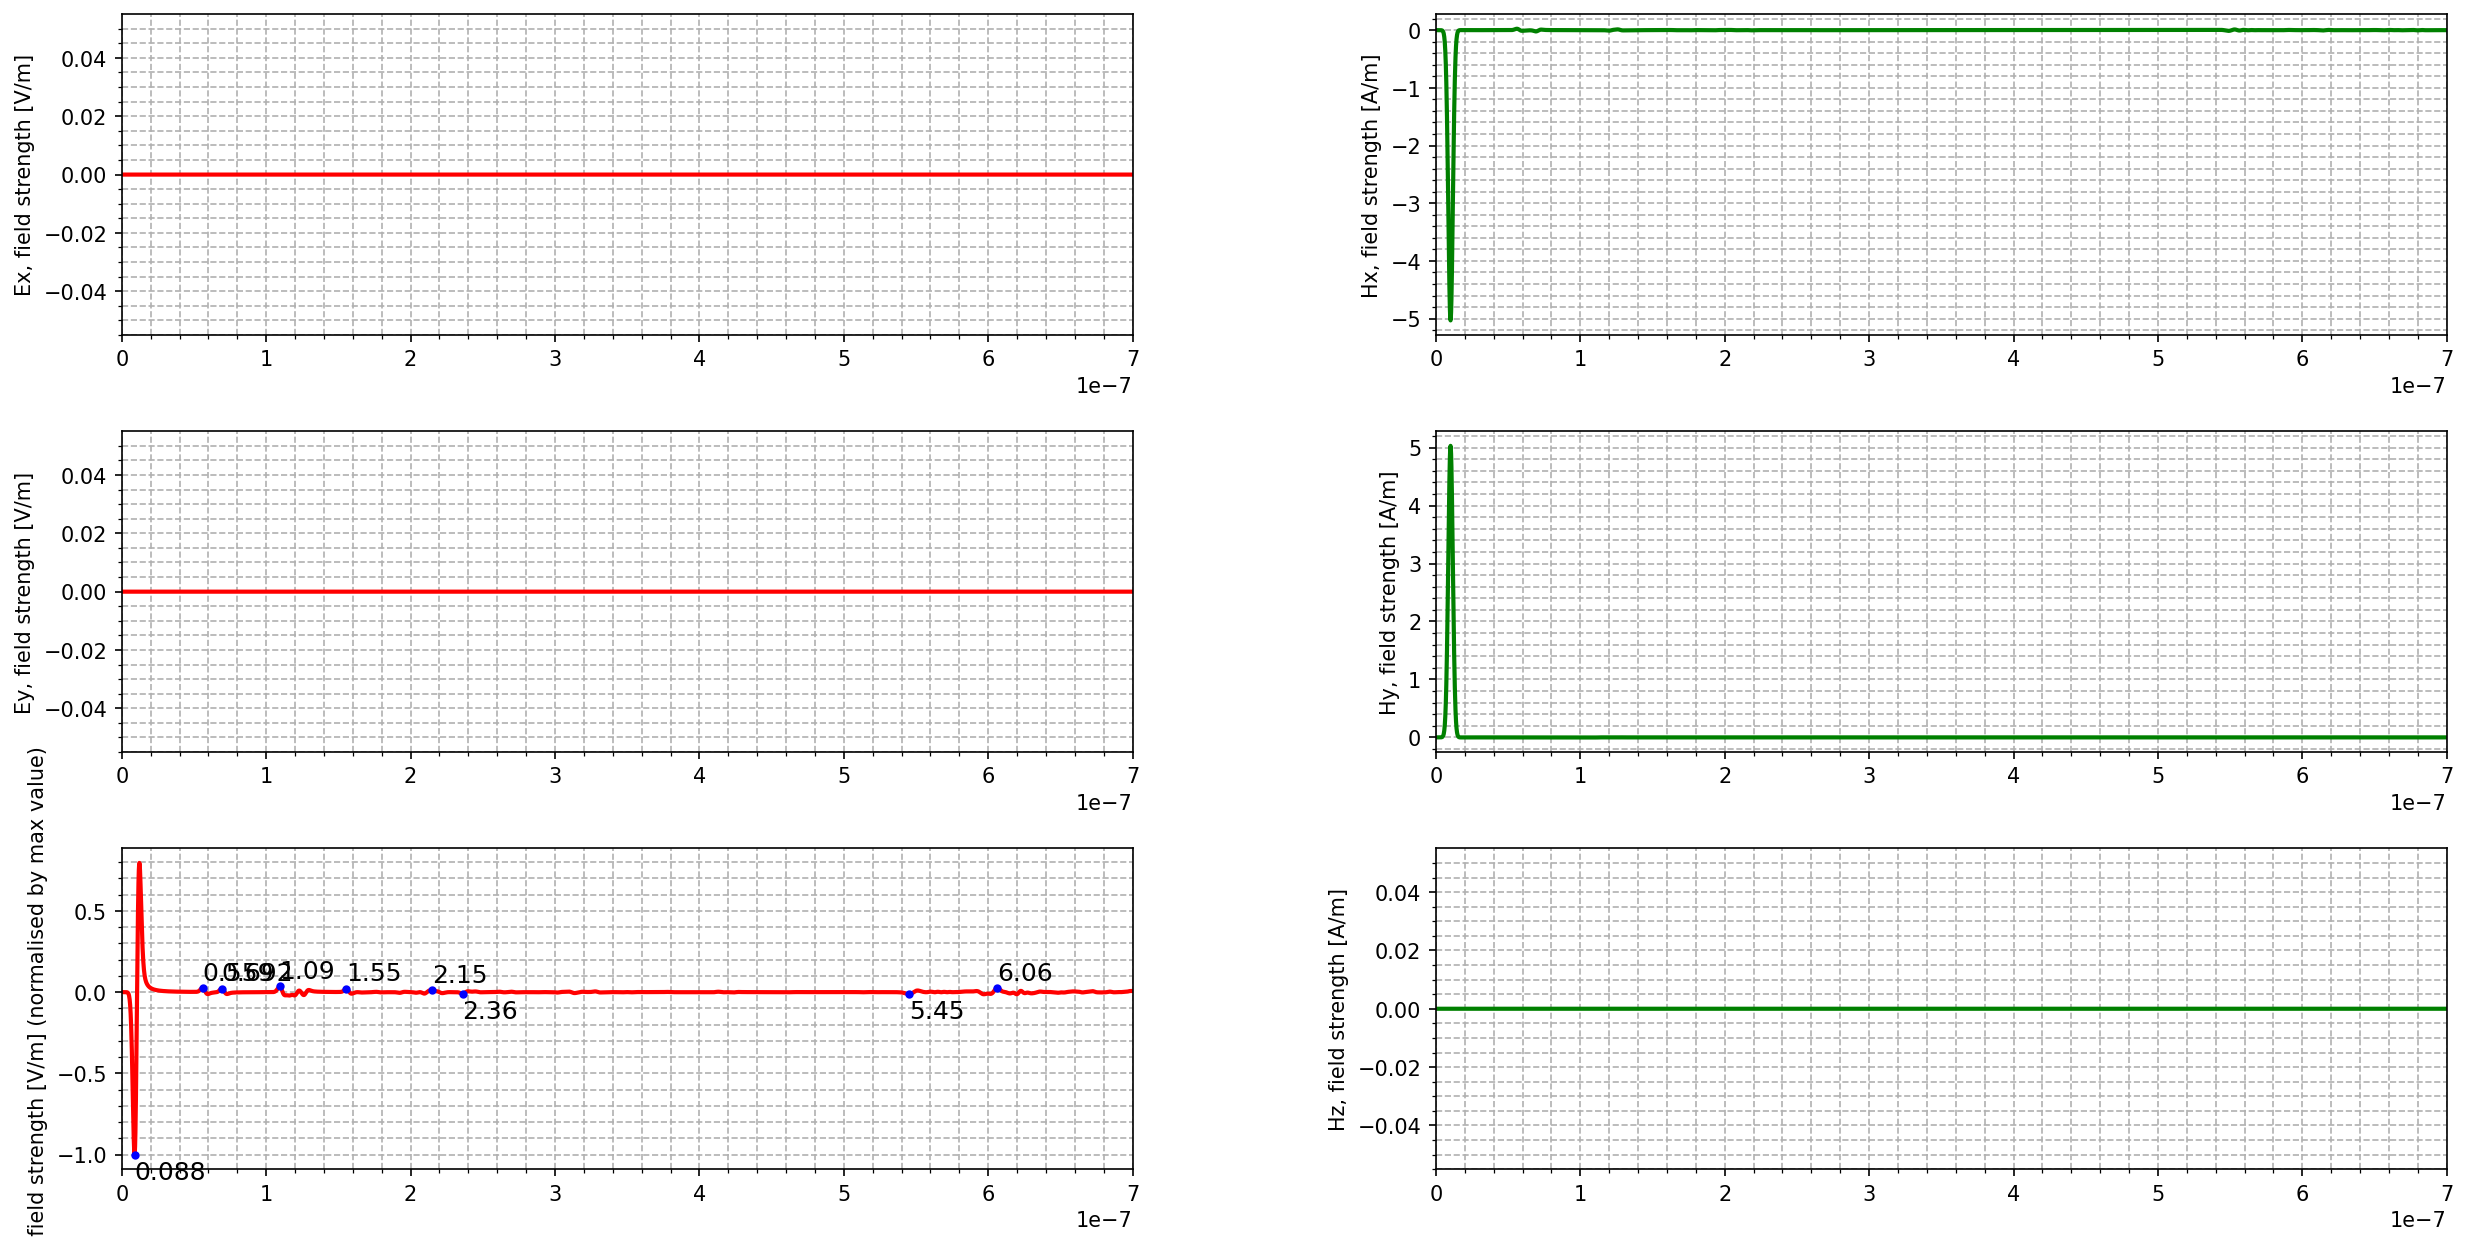 Ex, field strength [V/m]
0.04
0.02
0.00
−0.02
−0.04
0 1 2 3 4 5 6 7
1e−7
Hx, field strength [A/m]
0
−1
−2
−3
−4
−5
0 1 2 3 4 5 6 7
1e−7
Ey, field strength [V/m]
0.04
0.02
0.00
−0.02
−0.04
0 1 2 3 4 5 6 7
1e−7
Hy, field strength [A/m]
5
4
3
2
1
0
0 1 2 3 4 5 6 7
1e−7
field strength [V/m] (normalised by max value)
0.5
0.0
−0.5
−1.0
0.088
0.692
1.09
1.55
2.15
2.36
5.45
6.06
0 1 2 3 4 5 6 7
1e−7
Hz, field strength [A/m]
0.04
0.02
0.00
−0.02
−0.04
0 1 2 3 4 5 6 7
1e−7